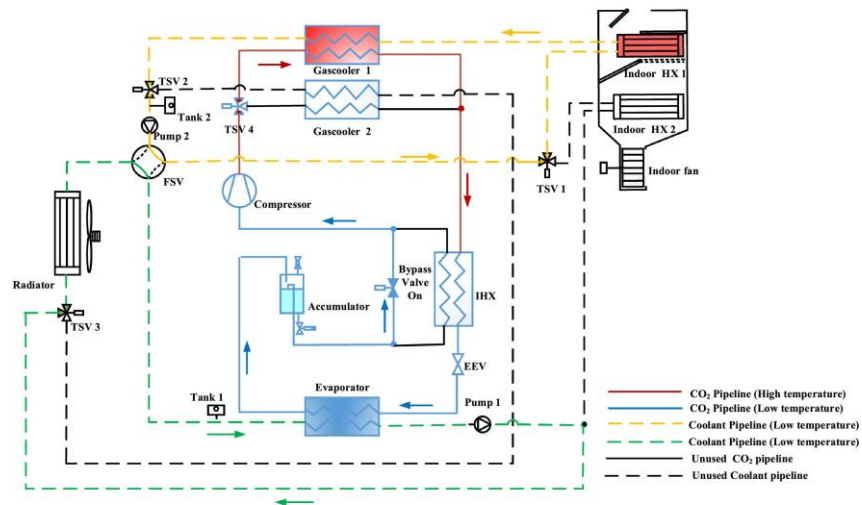 Gascooler 1
Indoor HX 1
TSV 2
Tank 2
TSV 4
Gascooler 2
Indoor
HX 2
Pump 2
FSV
TSV 1
Indoor fan
Compressor
Radiator
Bypass
Valve
On
Accumulator
IHX
TSV 3
EEV
Tank 1
Evaporator
Pump 1
CO₂ Pipeline (High temperature)
CO₂ Pipeline (Low temperature)
Coolant Pipeline (Low temperature)
Coolant Pipeline (Low temperature)
Unused CO₂ pipeline
Unused Coolant pipeline